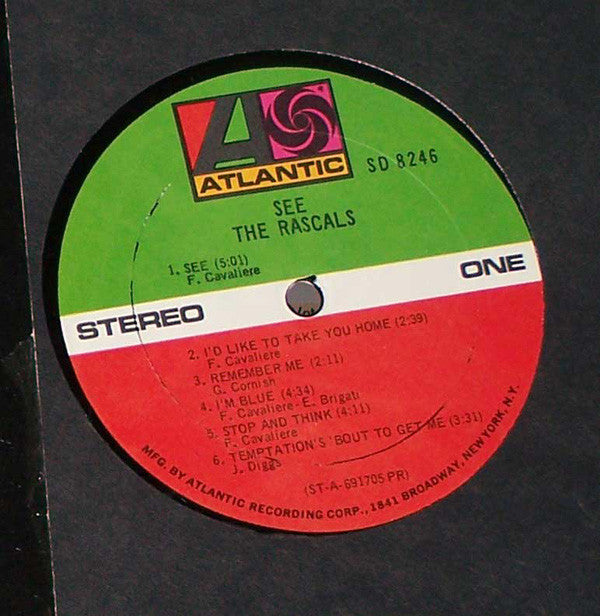 ATLANTIC
SD 8246
SEE
THE RASCALS
1. SEE (5:01)
F. Cavaliere
STEREO
ONE
2. I'D LIKE TO TAKE YOU HOME (2:39)
F. Cavaliere
3. REMEMBER ME (2:11)
G. Cornish
4. I'M BLUE (4:34)
F. Cavaliere - E. Brigati
5. STOP AND THINK (4:11)
F. Cavaliere
6. TEMPTATION'S 'BOUT TO GET ME (3:31)
J. Diggs
(ST-A-691705 PR)
MFG. BY ATLANTIC RECORDING CORP., 1841 BROADWAY, NEW YORK, N.Y.